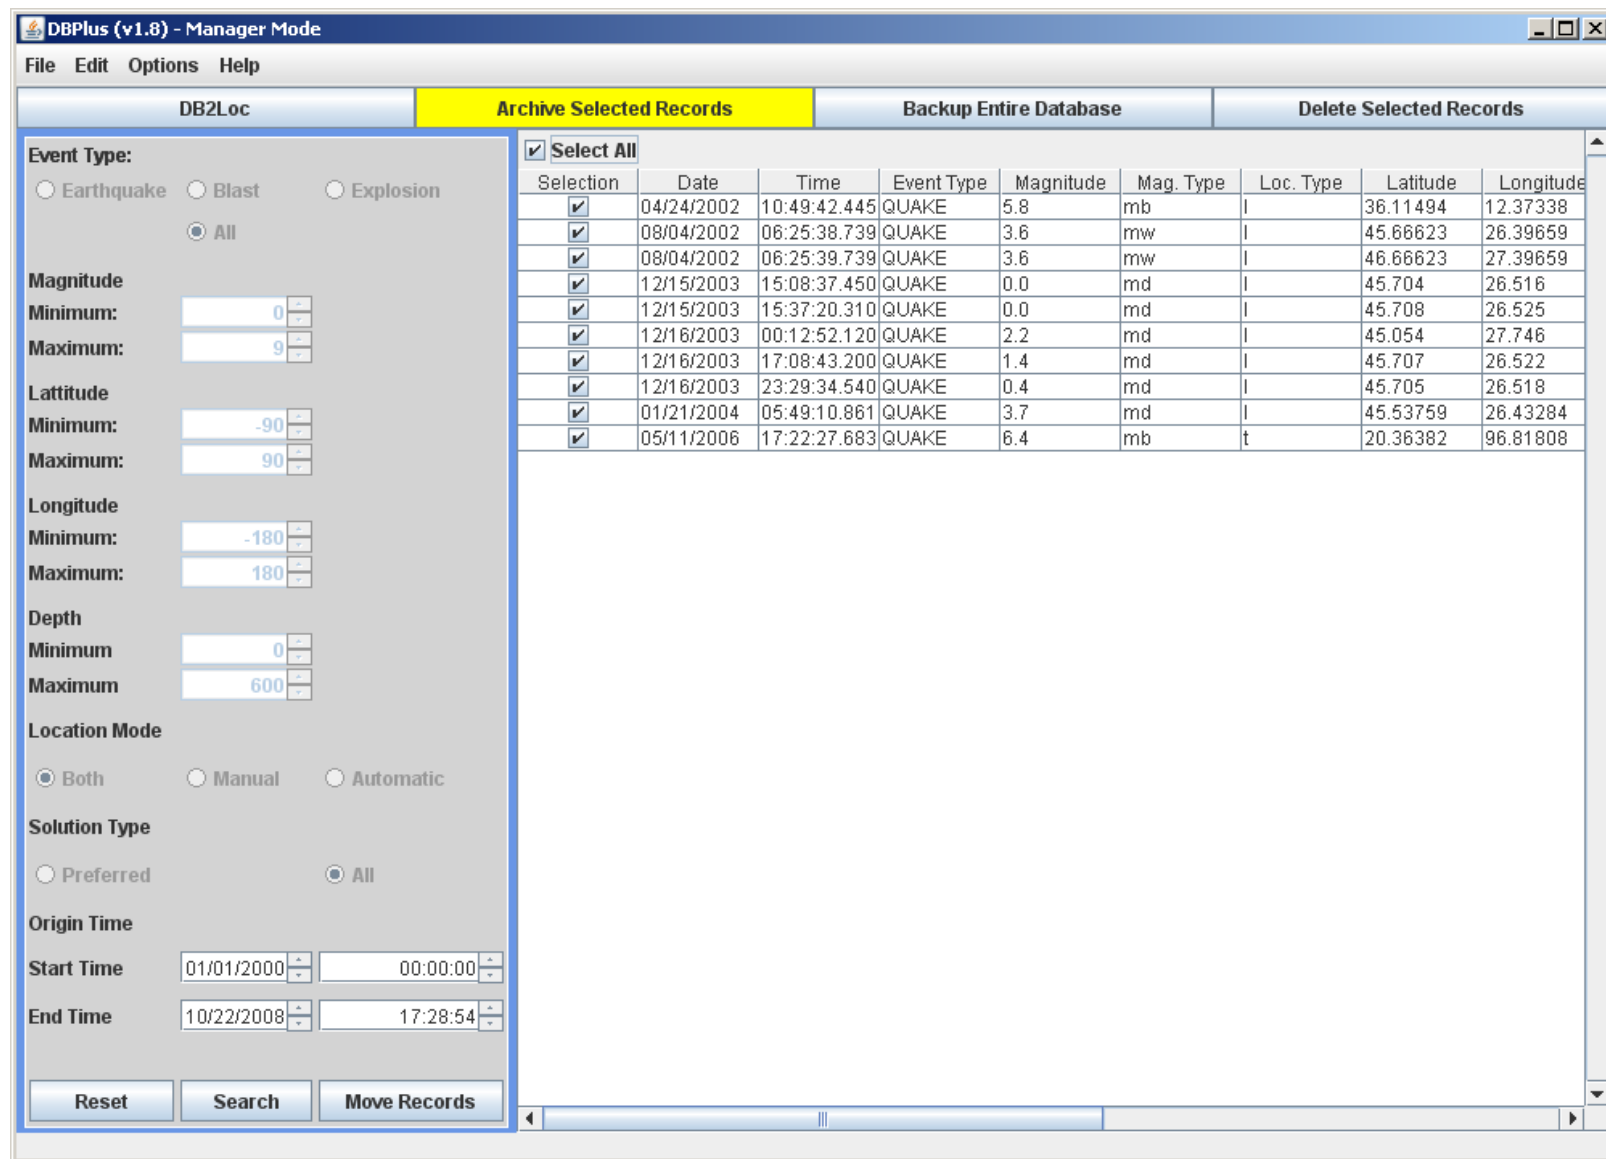 DBPlus (v1.8) - Manager Mode
File Edit Options Help
DB2Loc Archive Selected Records Backup Entire Database Delete Selected Records
Event Type:
Earthquake Blast Explosion
All
Magnitude
Minimum: 0
Maximum: 9
Lattitude
Minimum: -90
Maximum: 90
Longitude
Minimum: -180
Maximum: 180
Depth
Minimum 0
Maximum 600
Location Mode
Both Manual Automatic
Solution Type
Preferred All
Origin Time
Start Time 01/01/2000 00:00:00
End Time 10/22/2008 17:28:54
Reset Search Move Records
Select All
Selection Date Time Event Type Magnitude Mag. Type Loc. Type Latitude Longitude
04/24/2002 10:49:42.445 QUAKE 5.8 mb l 36.11494 12.37338
08/04/2002 06:25:38.739 QUAKE 3.6 mw l 45.66623 26.39659
08/04/2002 06:25:39.739 QUAKE 3.6 mw l 46.66623 27.39659
12/15/2003 15:08:37.450 QUAKE 0.0 md l 45.704 26.516
12/15/2003 15:37:20.310 QUAKE 0.0 md l 45.708 26.525
12/16/2003 00:12:52.120 QUAKE 2.2 md l 45.054 27.746
12/16/2003 17:08:43.200 QUAKE 1.4 md l 45.707 26.522
12/16/2003 23:29:34.540 QUAKE 0.4 md l 45.705 26.518
01/21/2004 05:49:10.861 QUAKE 3.7 md l 45.53759 26.43284
05/11/2006 17:22:27.683 QUAKE 6.4 mb t 20.36382 96.81808